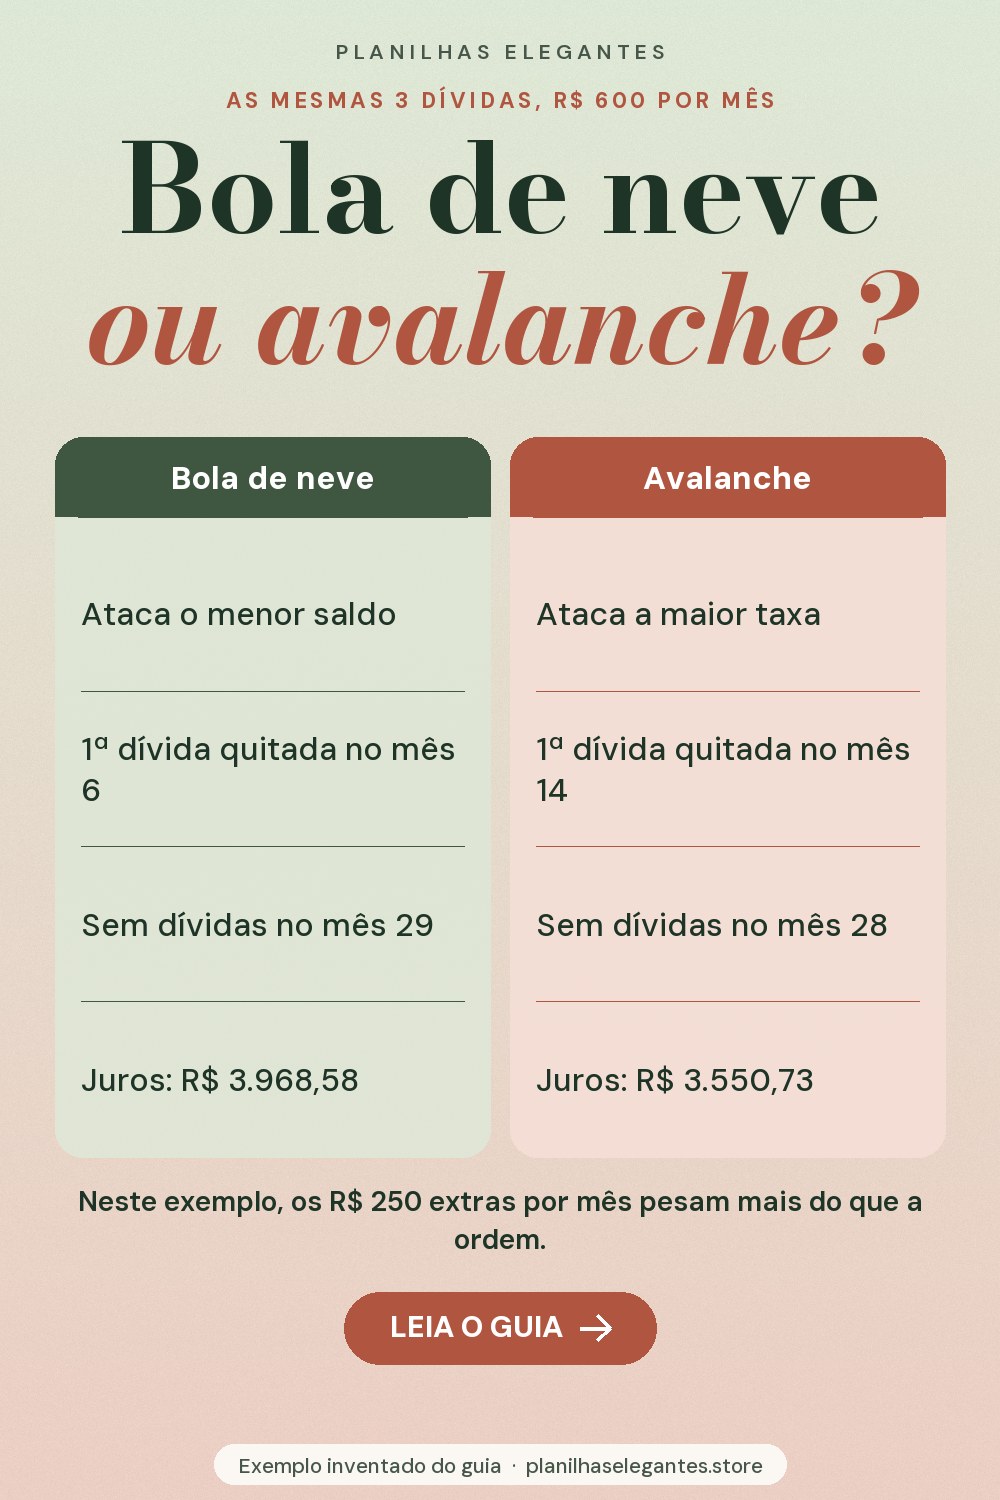 PLANILHAS ELEGANTES
AS MESMAS 3 DÍVIDAS, R$ 600 POR MÊS
Bola de neve
ou avalanche?
Bola de neve
Ataca o menor saldo
1ª dívida quitada no mês
6
Sem dívidas no mês 29
Juros: R$ 3.968,58
Avalanche
Ataca a maior taxa
1ª dívida quitada no mês
14
Sem dívidas no mês 28
Juros: R$ 3.550,73
Neste exemplo, os R$ 250 extras por mês pesam mais do que a
ordem.
LEIA O GUIA →
Exemplo inventado do guia · planilhaselegantes.store